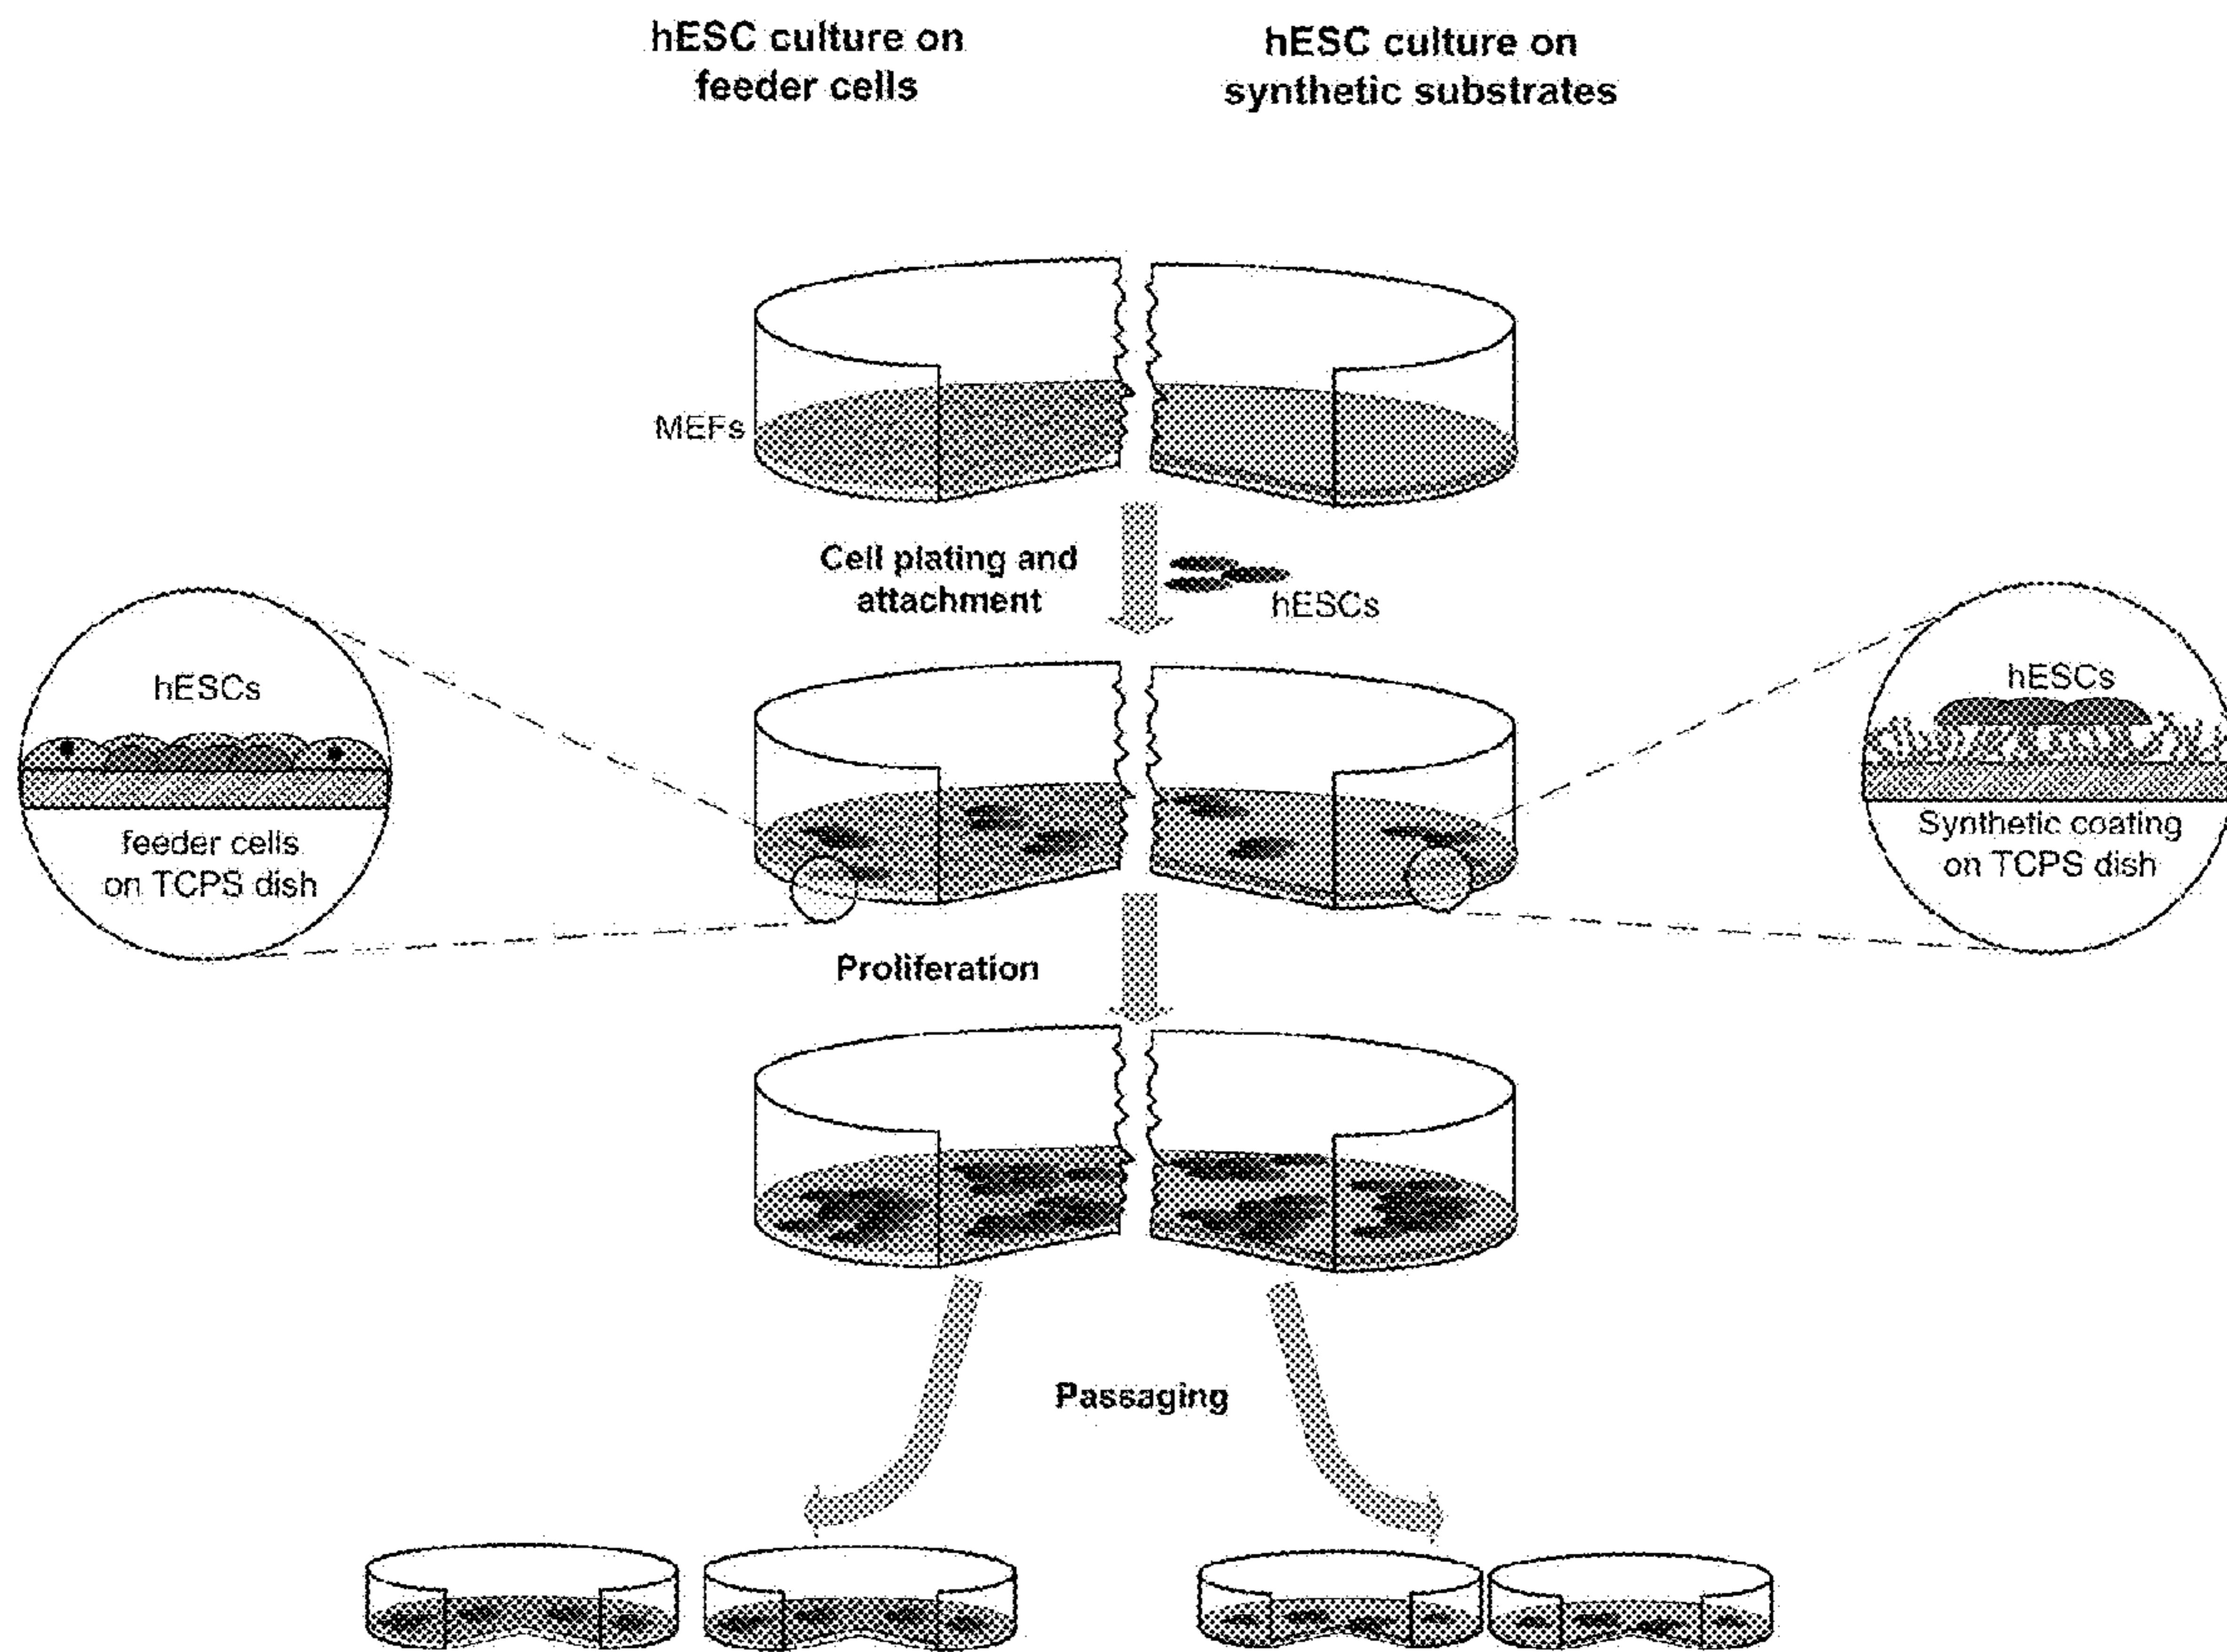 hESC culture on
feeder cells
hESC culture on
synthetic substrates
MEFs
Cell plating and
attachment
hESCs
hESCs
feeder cells
on TCPS dish
hESCs
Synthetic coating
on TCPS dish
Proliferation
Passaging